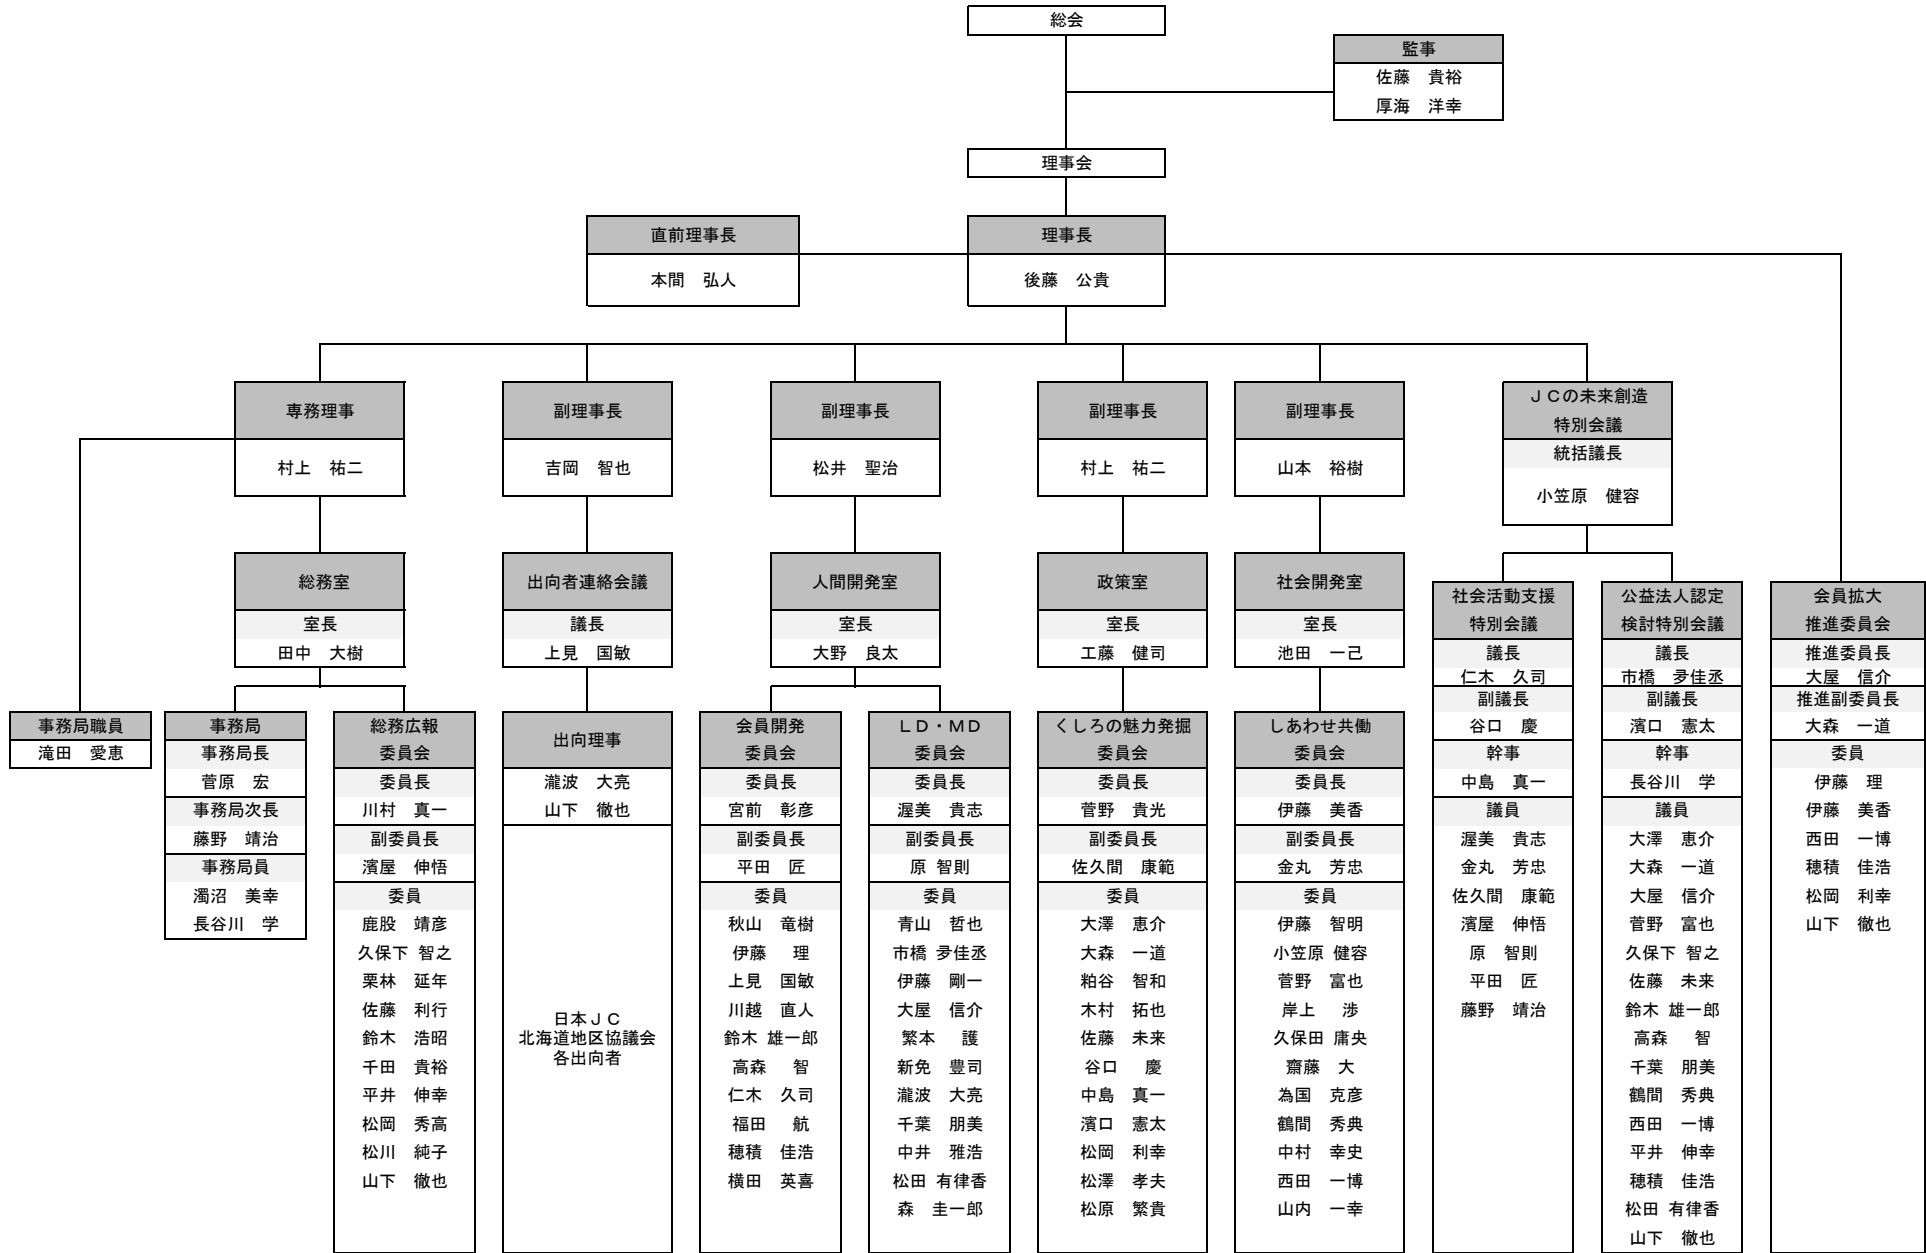 総会
監事
佐藤　貴裕
厚海　洋幸
理事会
直前理事長
本間　弘人
理事長
後藤　公貴
専務理事
村上　祐二
副理事長
吉岡　智也
副理事長
松井　聖治
副理事長
村上　祐二
副理事長
山本　裕樹
ＪＣの未来創造
特別会議
統括議長
小笠原　健容
総務室
室長
田中　大樹
出向者連絡会議
議長
上見　国敏
人間開発室
室長
大野　良太
政策室
室長
工藤　健司
社会開発室
室長
池田　一己
事務局職員
滝田　愛恵
事務局
事務局長
菅原　宏
事務局次長
藤野　靖治
事務局員
濁沼　美幸
長谷川　学
総務広報
委員会
委員長
川村　真一
副委員長
濱屋　伸悟
委員
鹿股　靖彦
久保下 智之
栗林　延年
佐藤　利行
鈴木　浩昭
千田　貴裕
平井　伸幸
松岡　秀高
松川　純子
山下　徹也
出向理事
瀧波　大亮
山下　徹也
日本ＪＣ
北海道地区協議会
各出向者
会員開発
委員会
委員長
宮前　彰彦
副委員長
平田　匠
委員
秋山　竜樹
伊藤　理
上見　国敏
川越　直人
鈴木 雄一郎
高森　智
仁木　久司
福田　航
穂積　佳浩
横田　英喜
ＬＤ・ＭＤ
委員会
委員長
渥美　貴志
副委員長
原 智則
委員
青山　哲也
市橋 夛佳丞
伊藤　剛一
大屋　信介
繁本　護
新免　豊司
瀧波　大亮
千葉　朋美
中井　雅浩
松田 有律香
森　圭一郎
くしろの魅力発掘
委員会
委員長
菅野　貴光
副委員長
佐久間　康範
委員
大澤　恵介
大森　一道
粕谷　智和
木村　拓也
佐藤　未来
谷口　慶
中島　真一
濱口　憲太
松岡　利幸
松澤　孝夫
松原　繁貴
しあわせ共働
委員会
委員長
伊藤　美香
副委員長
金丸　芳忠
委員
伊藤　智明
小笠原 健容
菅野　富也
岸上　渉
久保田 庸央
齋藤　大
為国　克彦
鶴間　秀典
中村　幸史
西田　一博
山内　一幸
社会活動支援
特別会議
議長
仁木　久司
副議長
谷口　慶
幹事
中島　真一
議員
渥美　貴志
金丸　芳忠
佐久間　康範
濱屋　伸悟
原　智則
平田　匠
藤野　靖治
公益法人認定
検討特別会議
議長
市橋　夛佳丞
副議長
濱口　憲太
幹事
長谷川　学
議員
大澤　恵介
大森　一道
大屋　信介
菅野　富也
久保下 智之
佐藤　未来
鈴木 雄一郎
高森　智
千葉　朋美
鶴間　秀典
西田　一博
平井　伸幸
穂積　佳浩
松田 有律香
山下　徹也
会員拡大
推進委員会
推進委員長
大屋　信介
推進副委員長
大森　一道
委員
伊藤　理
伊藤　美香
西田　一博
穂積　佳浩
松岡　利幸
山下　徹也